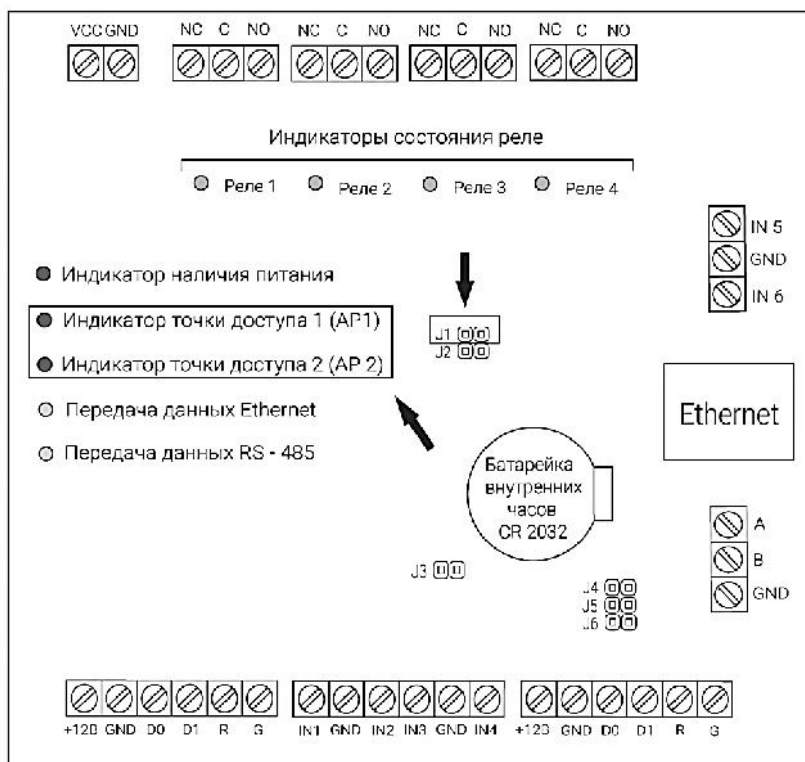 VCC GND NC C NO NC C NO NC C NO NC C NO
Индикаторы состояния реле
Реле 1 Реле 2 Реле 3 Реле 4
IN 5
GND
IN 6
Индикатор наличия питания
Индикатор точки доступа 1 (AP1)
Индикатор точки доступа 2 (AP 2)
Передача данных Ethernet
Передача данных RS - 485
J1
J2
Ethernet
Батарейка
внутренних
часов
CR 2032
A
B
GND
J3
J4
J5
J6
+12В GND D0 D1 R G IN1 GND IN2 IN3 GND IN4 +12В GND D0 D1 R G